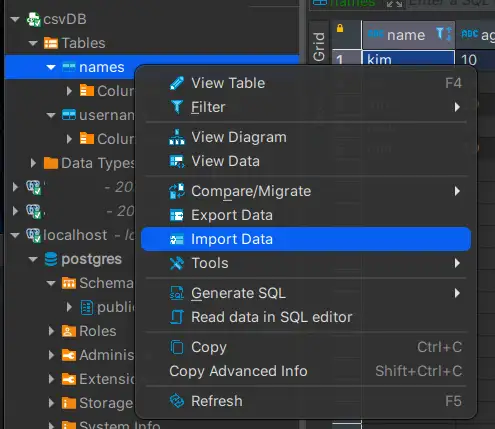 csvDB
names
Enter a SQL
Tables
name
ag
Grid
names
1
kim
10
View Table F4
Colum
Filter
usernam
View Diagram
Colum
View Data
Data Types
- 20
Compare/Migrate
- 20
Export Data
localhost - lo
Import Data
postgres
Tools
Schema
Generate SQL
public
Read data in SQL editor
Roles
Copy Ctrl+C
Adminis
Copy Advanced Info Shift+Ctrl+C
Extension
Storage
Refresh F5
System Info